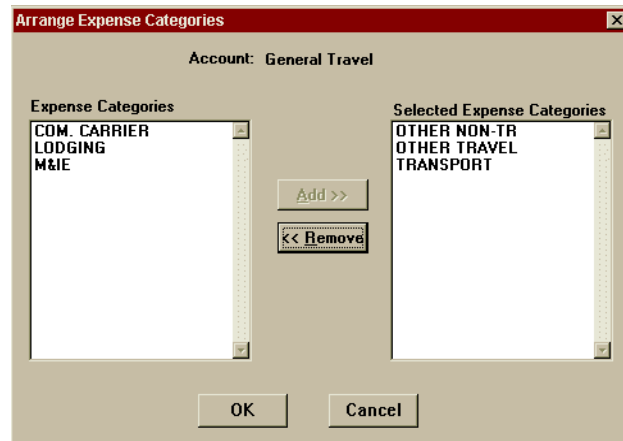 Arrange Expense Categories
Account: General Travel
Expense Categories
COM. CARRIER
LODGING
M&IE
Add >>
<< Remove
Selected Expense Categories
OTHER NON-TR
OTHER TRAVEL
TRANSPORT
OK
Cancel